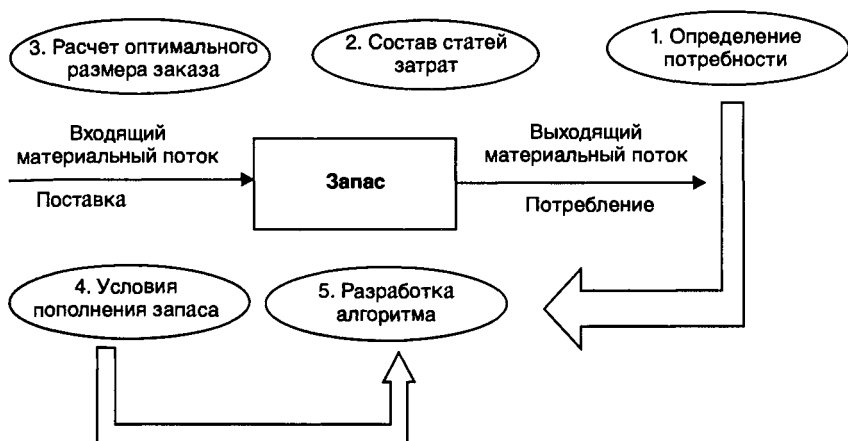 3. Расчет оптимального
размера заказа
2. Состав статей
затрат
1. Определение
потребности
Входящий
материальный поток
Поставка
Запас
Выходящий
материальный поток
Потребление
4. Условия
пополнения запаса
5. Разработка
алгоритма